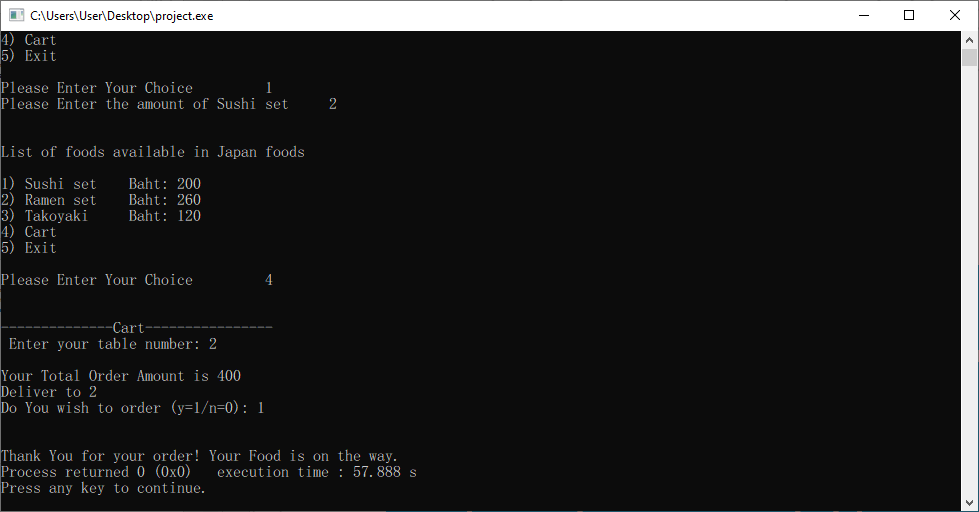 C:\Users\User\Desktop\project.exe
4) Cart
5) Exit
Please Enter Your Choice 1
Please Enter the amount of Sushi set 2
List of foods available in Japan foods
1) Sushi set Baht: 200
2) Ramen set Baht: 260
3) Takoyaki Baht: 120
4) Cart
5) Exit
Please Enter Your Choice 4
--------------Cart----------------
Enter your table number: 2
Your Total Order Amount is 400
Deliver to 2
Do You wish to order (y=1/n=0): 1
Thank You for your order! Your Food is on the way.
Process returned 0 (0x0) execution time : 57.888 s
Press any key to continue.